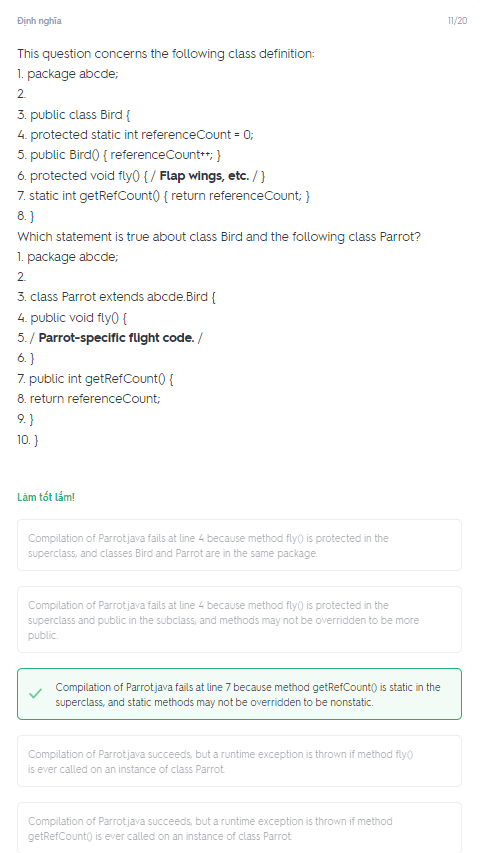 Định nghĩa
11/20
This question concerns the following class definition:
1. package abcde;
2.
3. public class Bird {
4. protected static int referenceCount = 0;
5. public Bird() { referenceCount++; }
6. protected void fly() { / Flap wings, etc. / }
7. static int getRefCount() { return referenceCount; }
8. }
Which statement is true about class Bird and the following class Parrot?
1. package abcde;
2.
3. class Parrot extends abcde.Bird {
4. public void fly() {
5. / Parrot-specific flight code. /
6. }
7. public int getRefCount() {
8. return referenceCount;
9. }
10. }
Làm tốt lắm!
Compilation of Parrot.java fails at line 4 because method fly() is protected in the
superclass, and classes Bird and Parrot are in the same package.
Compilation of Parrot.java fails at line 4 because method fly() is protected in the
superclass and public in the subclass, and methods may not be overridden to be more
public.
Compilation of Parrot.java fails at line 7 because method getRefCount() is static in the
superclass, and static methods may not be overridden to be nonstatic.
Compilation of Parrot.java succeeds, but a runtime exception is thrown if method fly()
is ever called on an instance of class Parrot.
Compilation of Parrot.java succeeds, but a runtime exception is thrown if method
getRefCount() is ever called on an instance of class Parrot.